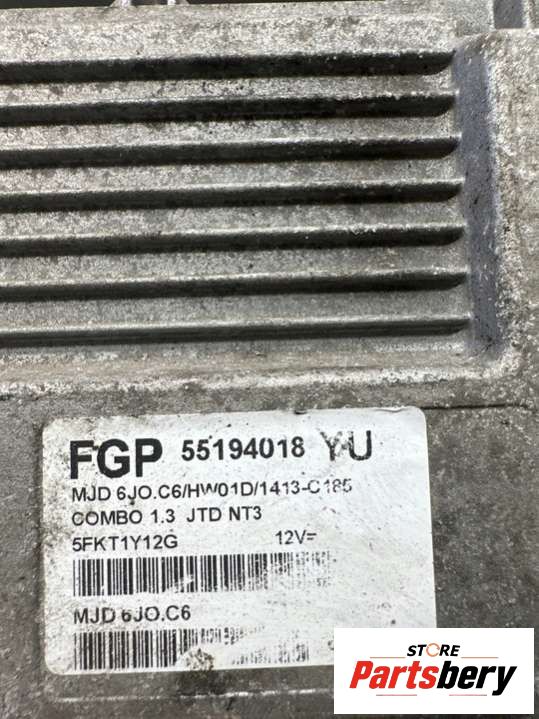 FGP 55194018 YU
MJD 6JO.C6/HW01D/1413-C185
COMBO 1.3 JTD NT3
5FKT1Y12G 12V=
MJD 6JO.C6
STORE
Partsbery